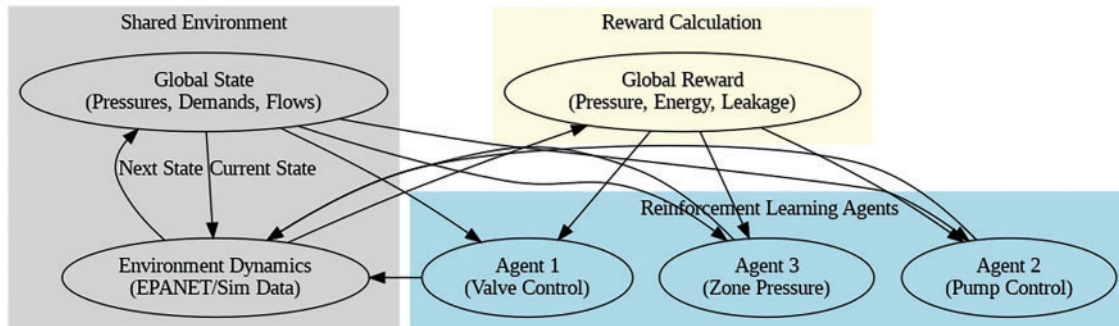 Shared Environment
Reward Calculation
Global State
(Pressures, Demands, Flows)
Global Reward
(Pressure, Energy, Leakage)
Next State
Current State
Reinforcement Learning Agents
Environment Dynamics
(EPANET/Sim Data)
Agent 1
(Valve Control)
Agent 3
(Zone Pressure)
Agent 2
(Pump Control)